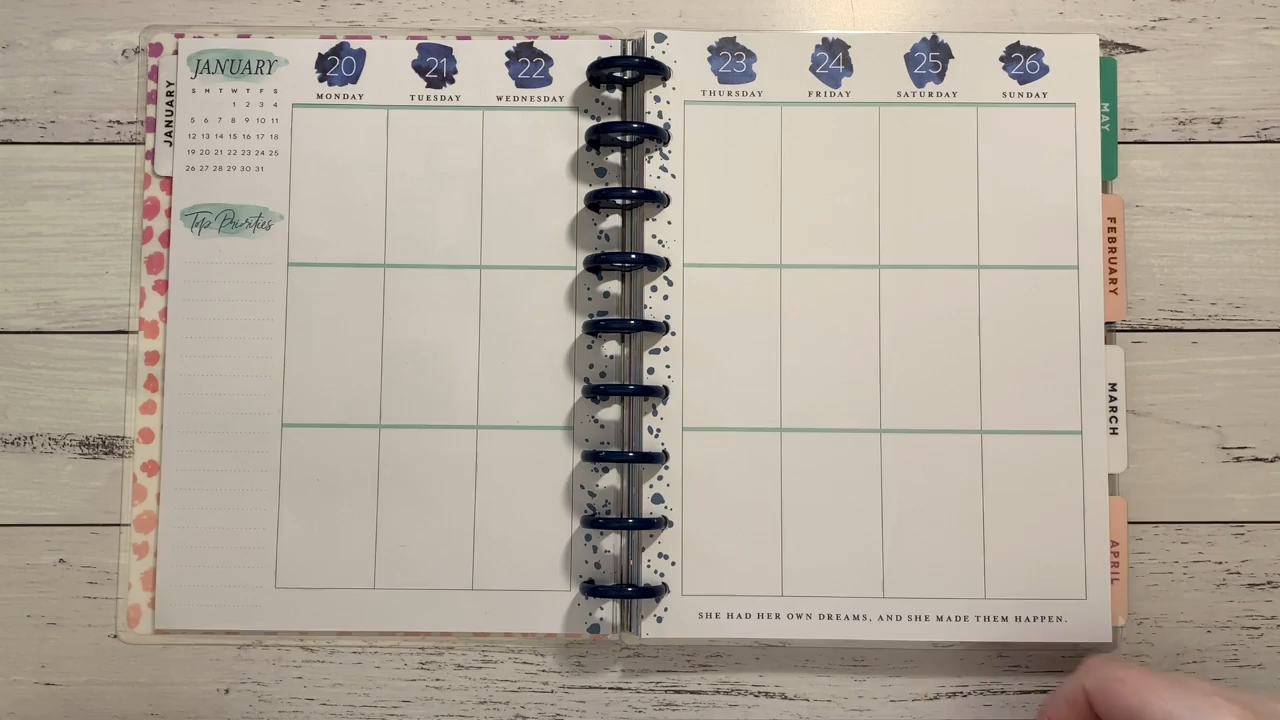 JANUARY
JANUARY
S M T W T F S
1 2 3 4
5 6 7 8 9 10 11
12 13 14 15 16 17 18
19 20 21 22 23 24 25
26 27 28 29 30 31
Top Priorities
20 21 22
MONDAY TUESDAY WEDNESDAY
23 24 25 26
THURSDAY FRIDAY SATURDAY SUNDAY
SHE HAD HER OWN DREAMS, AND SHE MADE THEM HAPPEN.
MAY
FEBRUARY
MARCH
APRIL